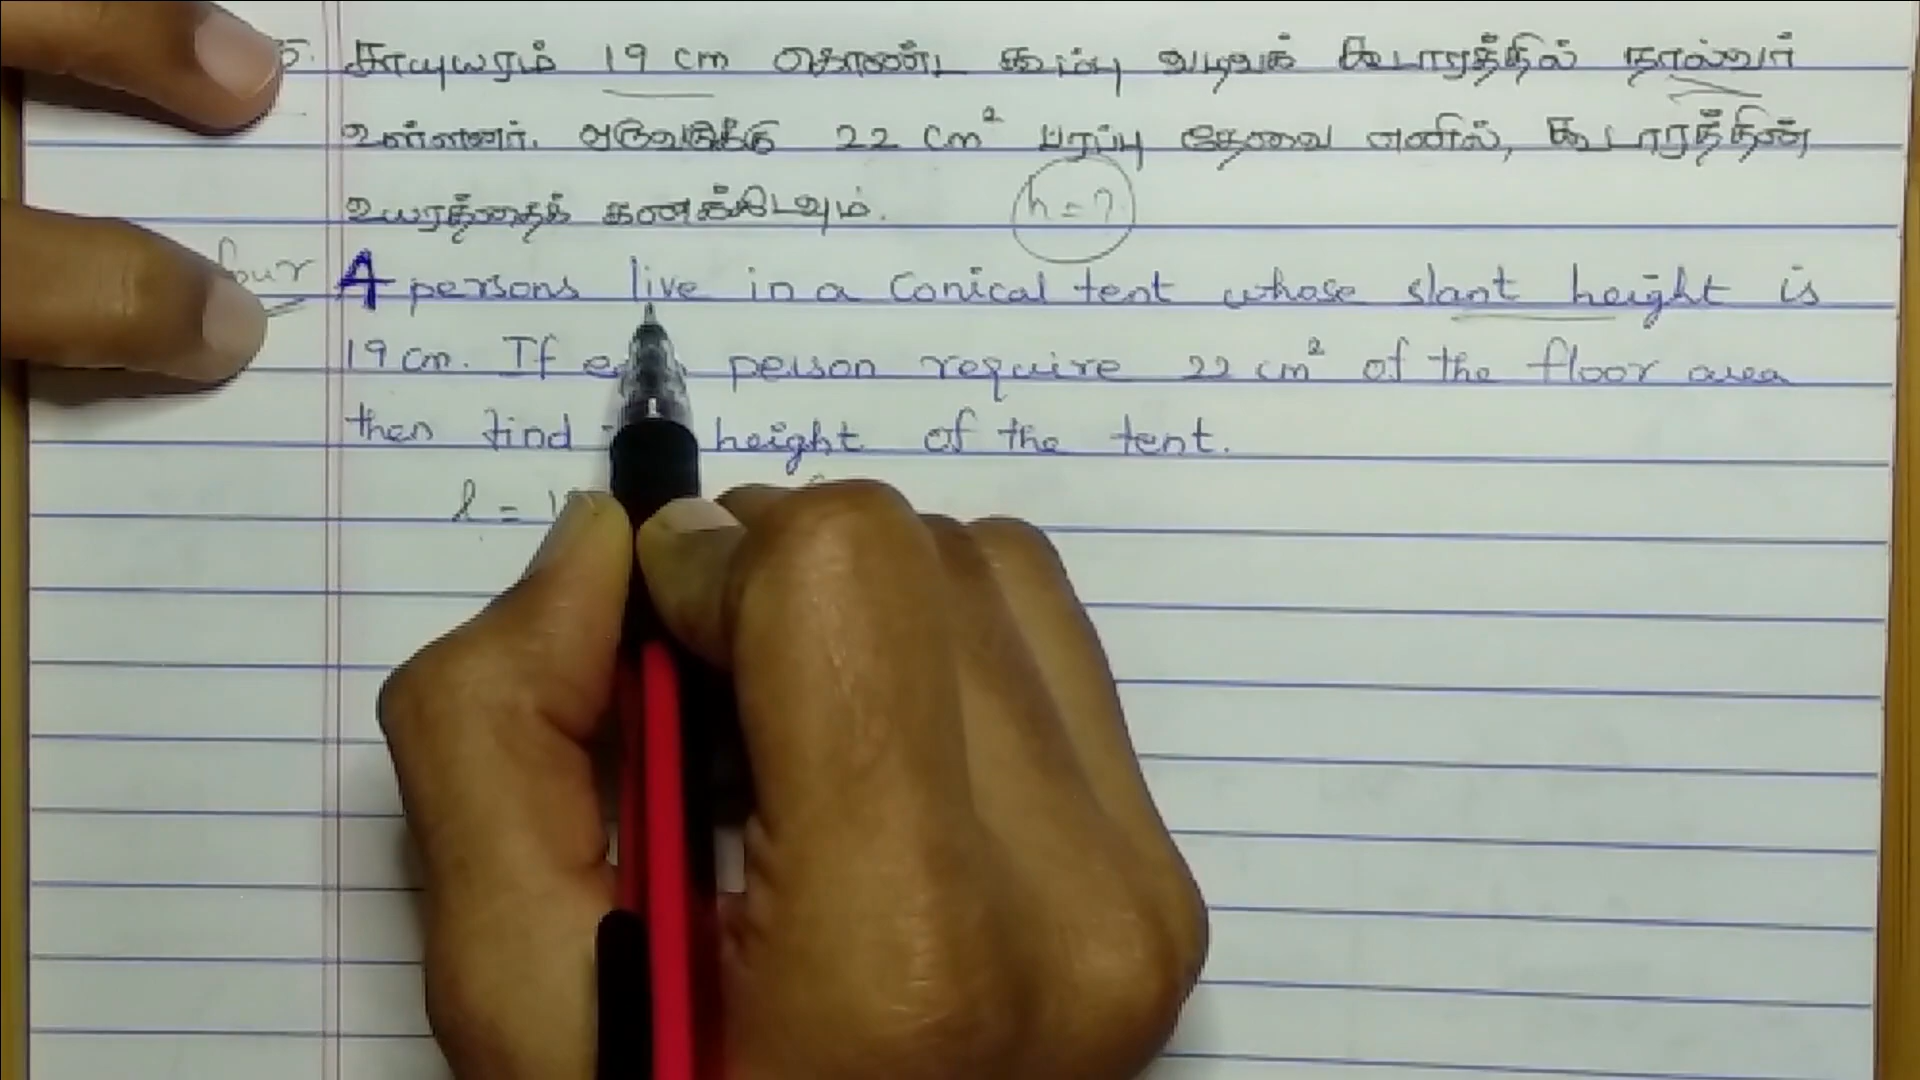 5. சாயுயரம் 19 cm கொண்ட கூம்பு வடிவக் கூடாரத்தில் நால்வர்
உள்ளனர். ஒருவருக்கு 22 cm² பரப்பு தேவை எனில், கூடாரத்தின்
உயரத்தைக் கணக்கிடவும். h = ?
four 4 persons live in a Conical tent whose slant height is
19 cm. If person require 22 cm² of the floor area
then find height of the tent.
l =